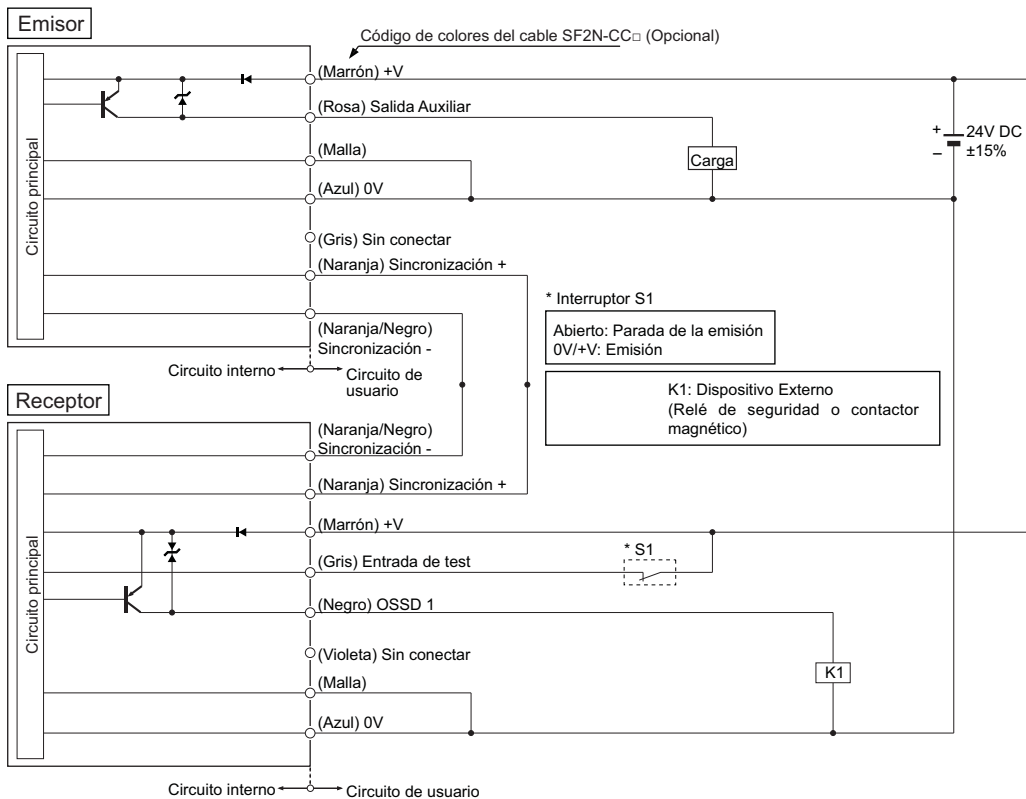 Emisor
Código de colores del cable SF2N-CC□ (Opcional)
(Marrón) +V
(Rosa) Salida Auxiliar
(Malla)
(Azul) 0V
(Gris) Sin conectar
(Naranja) Sincronización +
(Naranja/Negro)
Sincronización -
Circuito principal
Carga
+
−
24V DC
±15%
* Interruptor S1
Abierto: Parada de la emisión
0V/+V: Emisión
K1: Dispositivo Externo
(Relé de seguridad o contactor
magnético)
Circuito interno
Circuito de
usuario
Receptor
(Naranja/Negro)
Sincronización -
(Naranja) Sincronización +
(Marrón) +V
(Gris) Entrada de test
* S1
(Negro) OSSD 1
(Violeta) Sin conectar
(Malla)
(Azul) 0V
Circuito principal
K1
Circuito interno
Circuito de usuario